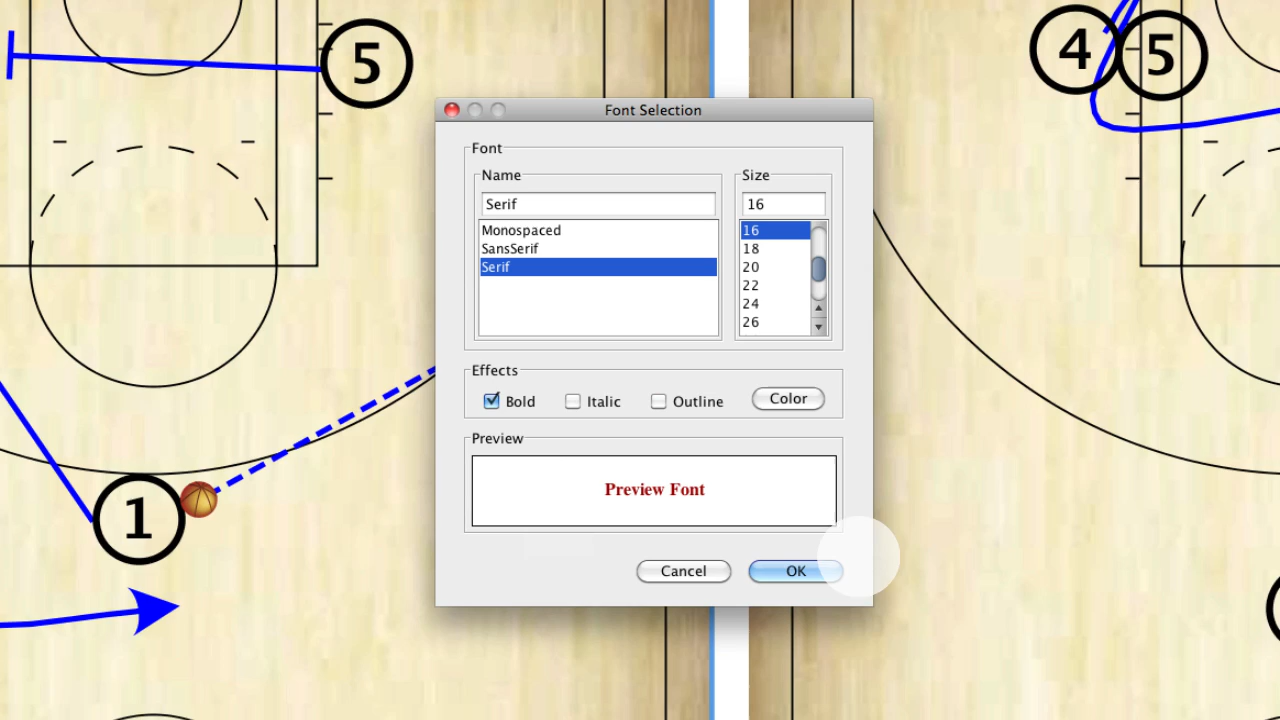 5
4 5
Font Selection
Font
Name
Size
Serif
16
Monospaced
SansSerif
Serif
16
18
20
22
24
26
Effects
Bold
Italic
Outline
Color
Preview
Preview Font
1
Cancel
OK